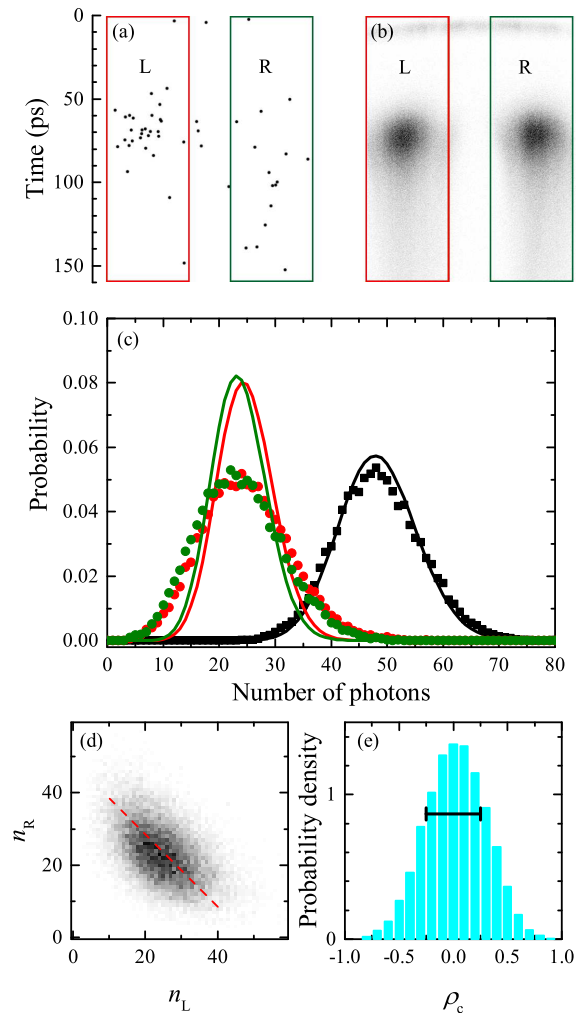 0
50
100
150
Time (ps)
(a)
L
R
(b)
L
R
0.10
0.08
0.06
0.04
0.02
0.00
Probability
(c)
0 10 20 30 40 50 60 70 80
Number of photons
(d)
40
20
0
n_R
0 20 40
n_L
(e)
1
0
Probability density
-1.0 -0.5 0.0 0.5 1.0
ρ_c